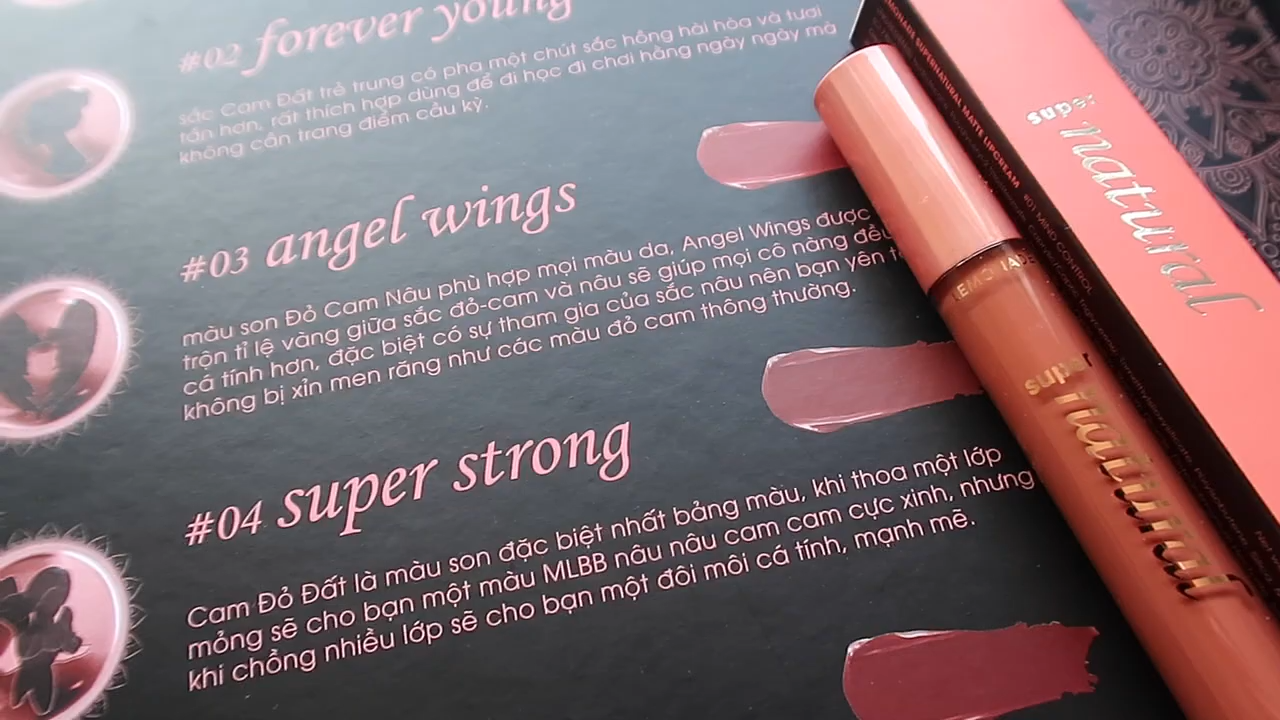 #02 forever young
sắc Cam Đất trẻ trung có pha một chút sắc hồng hài hòa và tươi
tắn hơn, rất thích hợp dùng để đi học đi chơi hằng ngày ngày mà
không cần trang điểm cầu kỳ.
#03 angel wings
màu son Đỏ Cam Nâu phù hợp mọi màu da, Angel Wings được
trộn tỉ lệ vàng giữa sắc đỏ-cam và nâu sẽ giúp mọi cô nàng đều
cá tính hơn, đặc biệt có sự tham gia của sắc nâu nên bạn yên
không bị xỉn men răng như các màu đỏ cam thông thường.
#04 super strong
Cam Đỏ Đất là màu son đặc biệt nhất bảng màu, khi thoa một lớp
mỏng sẽ cho bạn một màu MLBB nâu nâu cam cam cực xinh, nhưng
khi chồng nhiều lớp sẽ cho bạn một đôi môi cá tính, mạnh mẽ.
LEMONADE
super
natural
super
natural
LEMONADE SUPERNATURAL MATTE LIPCREAM #01 MIND CONTROL